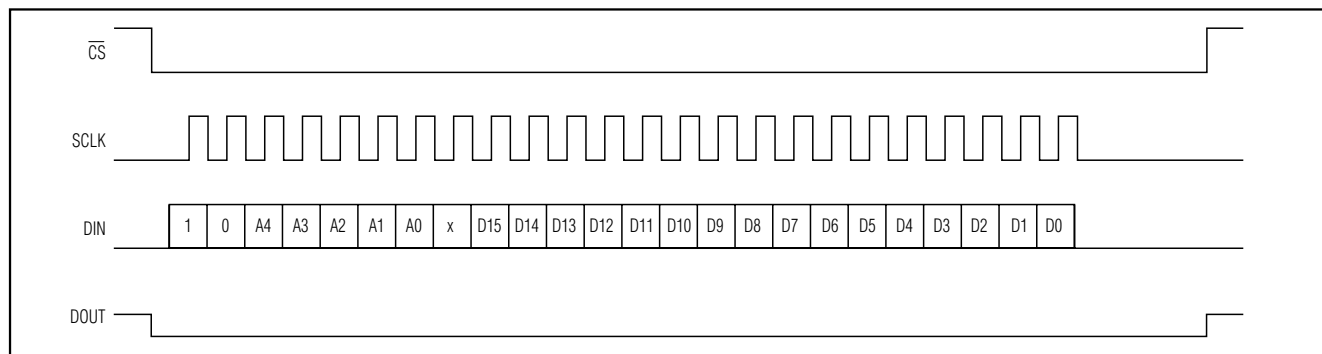 C̅S̅
SCLK
DIN 1 0 A4 A3 A2 A1 A0 x D15 D14 D13 D12 D11 D10 D9 D8 D7 D6 D5 D4 D3 D2 D1 D0
DOUT